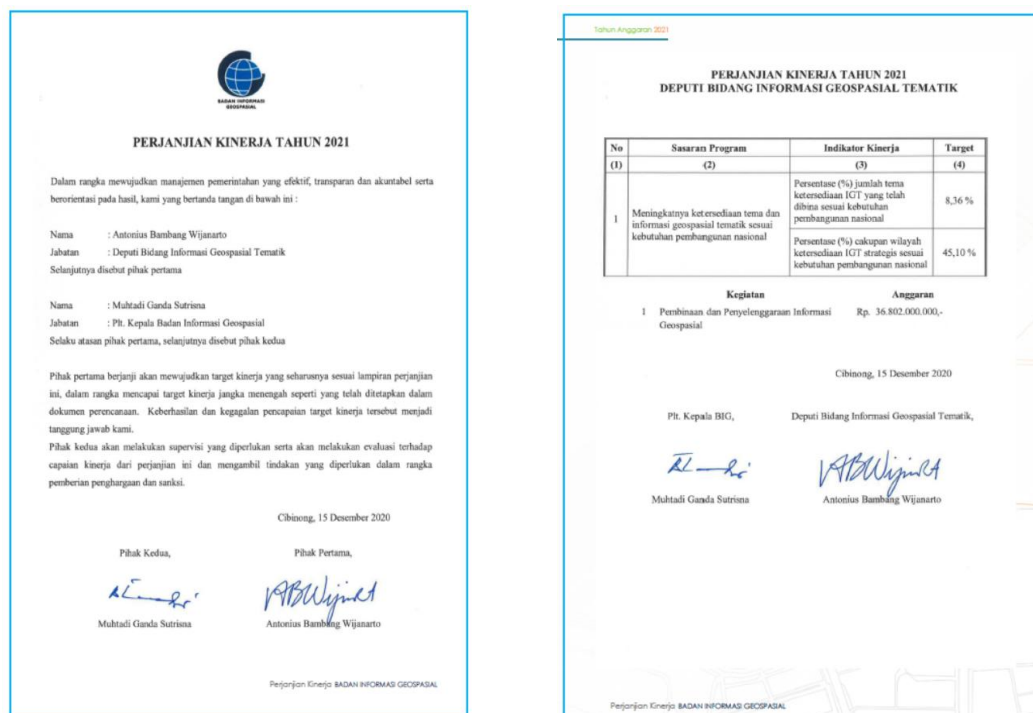 BADAN INFORMASI
GEOSPASIAL
PERJANJIAN KINERJA TAHUN 2021
Dalam rangka mewujudkan manajemen pemerintahan yang efektif, transparan dan akuntabel serta
berorientasi pada hasil, kami yang bertanda tangan di bawah ini :
Nama : Antonius Bambang Wijanarto
Jabatan : Deputi Bidang Informasi Geospasial Tematik
Selanjutnya disebut pihak pertama
Nama : Muhtadi Ganda Sutrisna
Jabatan : Plt. Kepala Badan Informasi Geospasial
Selaku atasan pihak pertama, selanjutnya disebut pihak kedua
Pihak pertama berjanji akan mewujudkan target kinerja yang seharusnya sesuai lampiran perjanjian
ini, dalam rangka mencapai target kinerja jangka menengah seperti yang telah ditetapkan dalam
dokumen perencanaan. Keberhasilan dan kegagalan pencapaian target kinerja tersebut menjadi
tanggung jawab kami.
Pihak kedua akan melakukan supervisi yang diperlukan serta akan melakukan evaluasi terhadap
capaian kinerja dari perjanjian ini dan mengambil tindakan yang diperlukan dalam rangka
pemberian penghargaan dan sanksi.
Cibinong, 15 Desember 2020
Pihak Kedua, Pihak Pertama,
Muhtadi Ganda Sutrisna Antonius Bambang Wijanarto
Perjanjian Kinerja BADAN INFORMASI GEOSPASIAL
Tahun Anggaran 2021
PERJANJIAN KINERJA TAHUN 2021
DEPUTI BIDANG INFORMASI GEOSPASIAL TEMATIK
No Sasaran Program Indikator Kinerja Target
(1) (2) (3) (4)
1 Meningkatnya ketersediaan tema dan
informasi geospasial tematik sesuai
kebutuhan pembangunan nasional
Persentase (%) jumlah tema
ketersediaan IGT yang telah
dibina sesuai kebutuhan
pembangunan nasional
8,36 %
Persentase (%) cakupan wilayah
ketersediaan IGT strategis sesuai
kebutuhan pembangunan nasional
45,10 %
Kegiatan Anggaran
1 Pembinaan dan Penyelenggaraan Informasi Rp. 36.802.000.000,-
Geospasial
Cibinong, 15 Desember 2020
Plt. Kepala BIG, Deputi Bidang Informasi Geospasial Tematik,
Muhtadi Ganda Sutrisna Antonius Bambang Wijanarto
Perjanjian Kinerja BADAN INFORMASI GEOSPASIAL